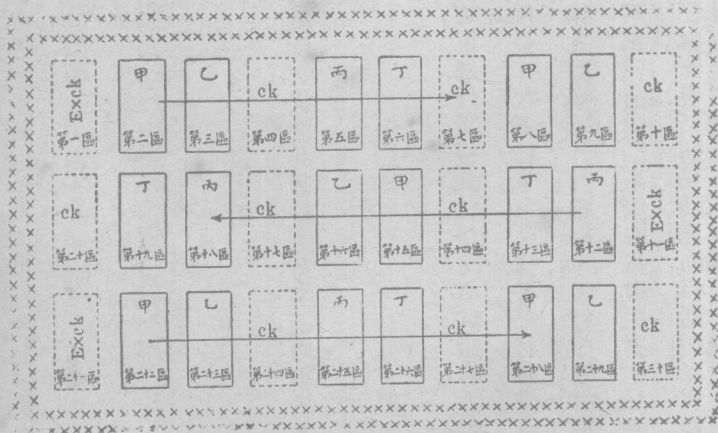 Exck 甲 乙 ck 丙 丁 ck 甲 乙 ck
第一區 第二區 第三區 第四區 第五區 第六區 第七區 第八區 第九區 第十區
ck 丁 丙 ck 乙 甲 ck 丁 丙 Exck
第二十區 第十九區 第十八區 第十七區 第十六區 第十五區 第十四區 第十三區 第十二區 第十一區
Exck 甲 乙 ck 丙 丁 ck 甲 乙 ck
第二十一區 第二十二區 第二十三區 第二十四區 第二十五區 第二十六區 第二十七區 第二十八區 第二十九區 第三十區